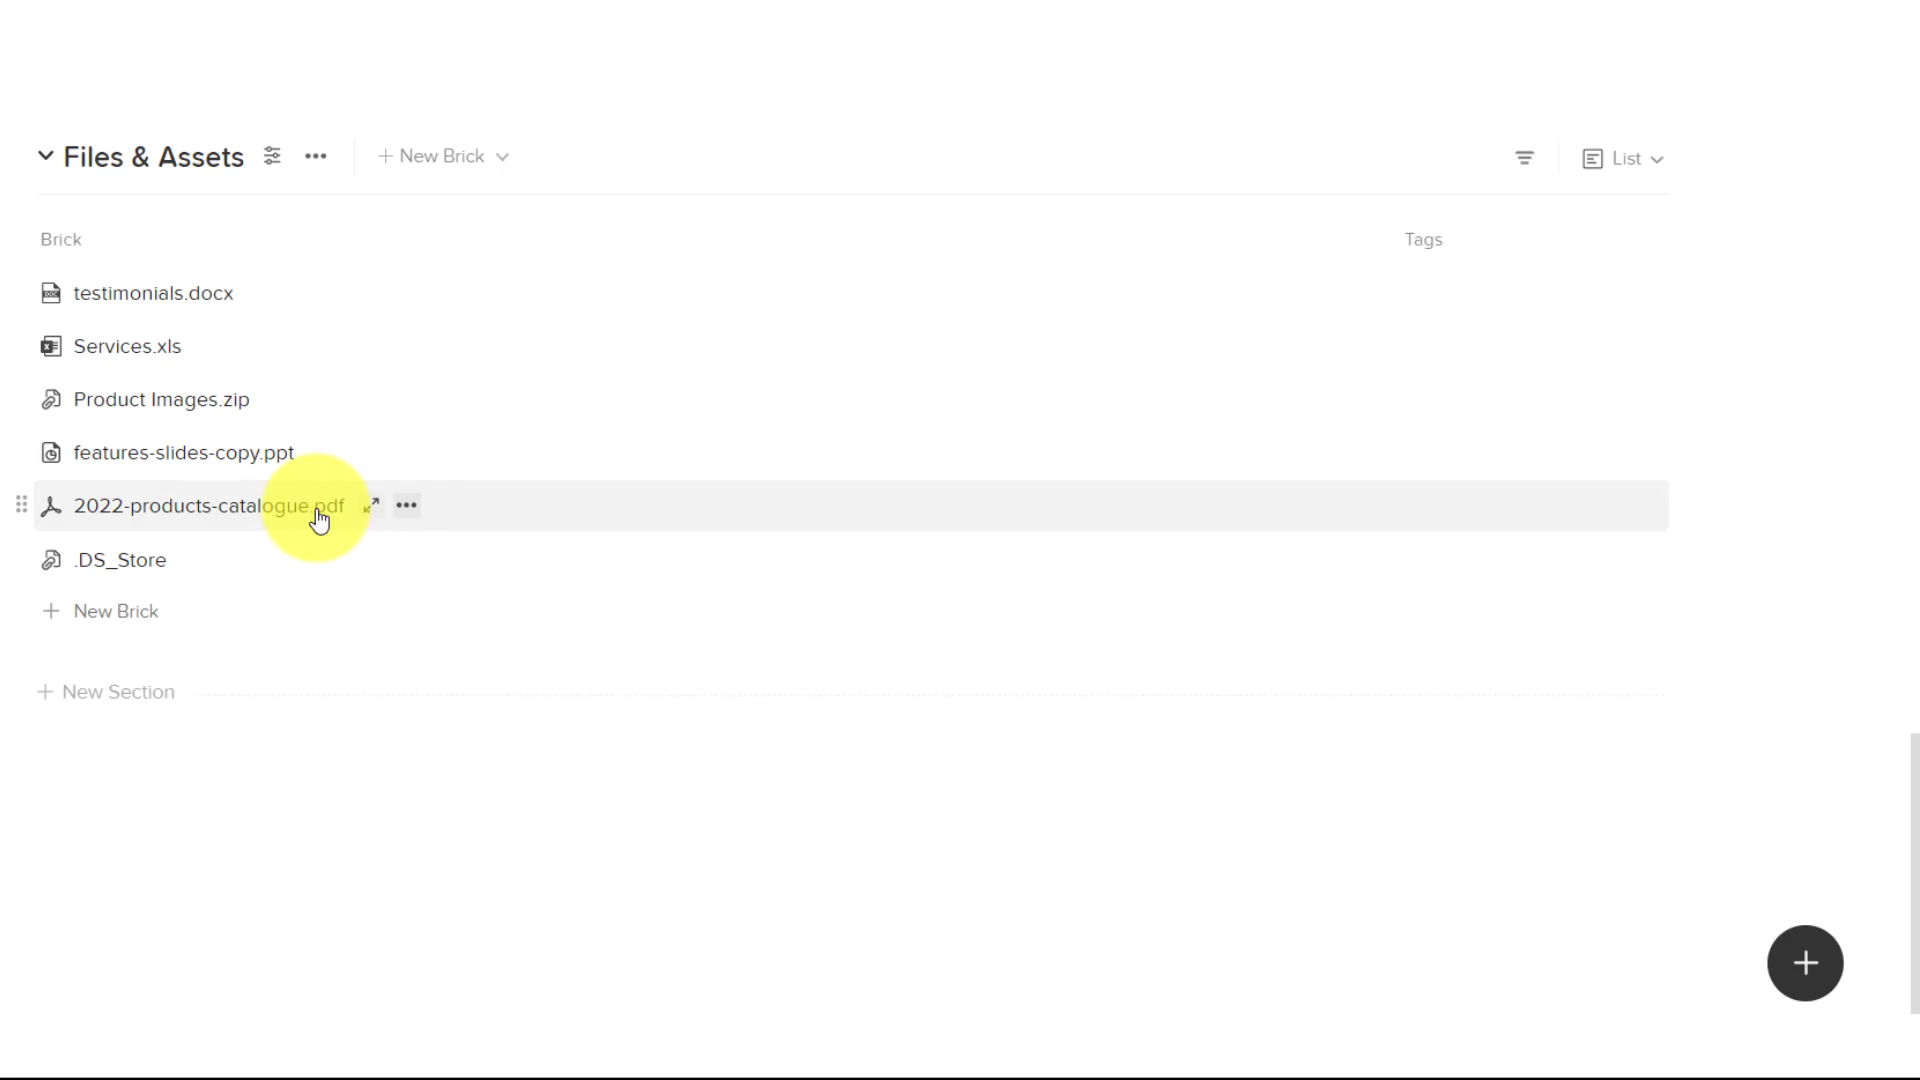 Files & Assets
New Brick
List
Brick
Tags
testimonials.docx
Services.xls
Product Images.zip
features-slides-copy.ppt
2022-products-catalogue.pdf
.DS_Store
New Brick
New Section